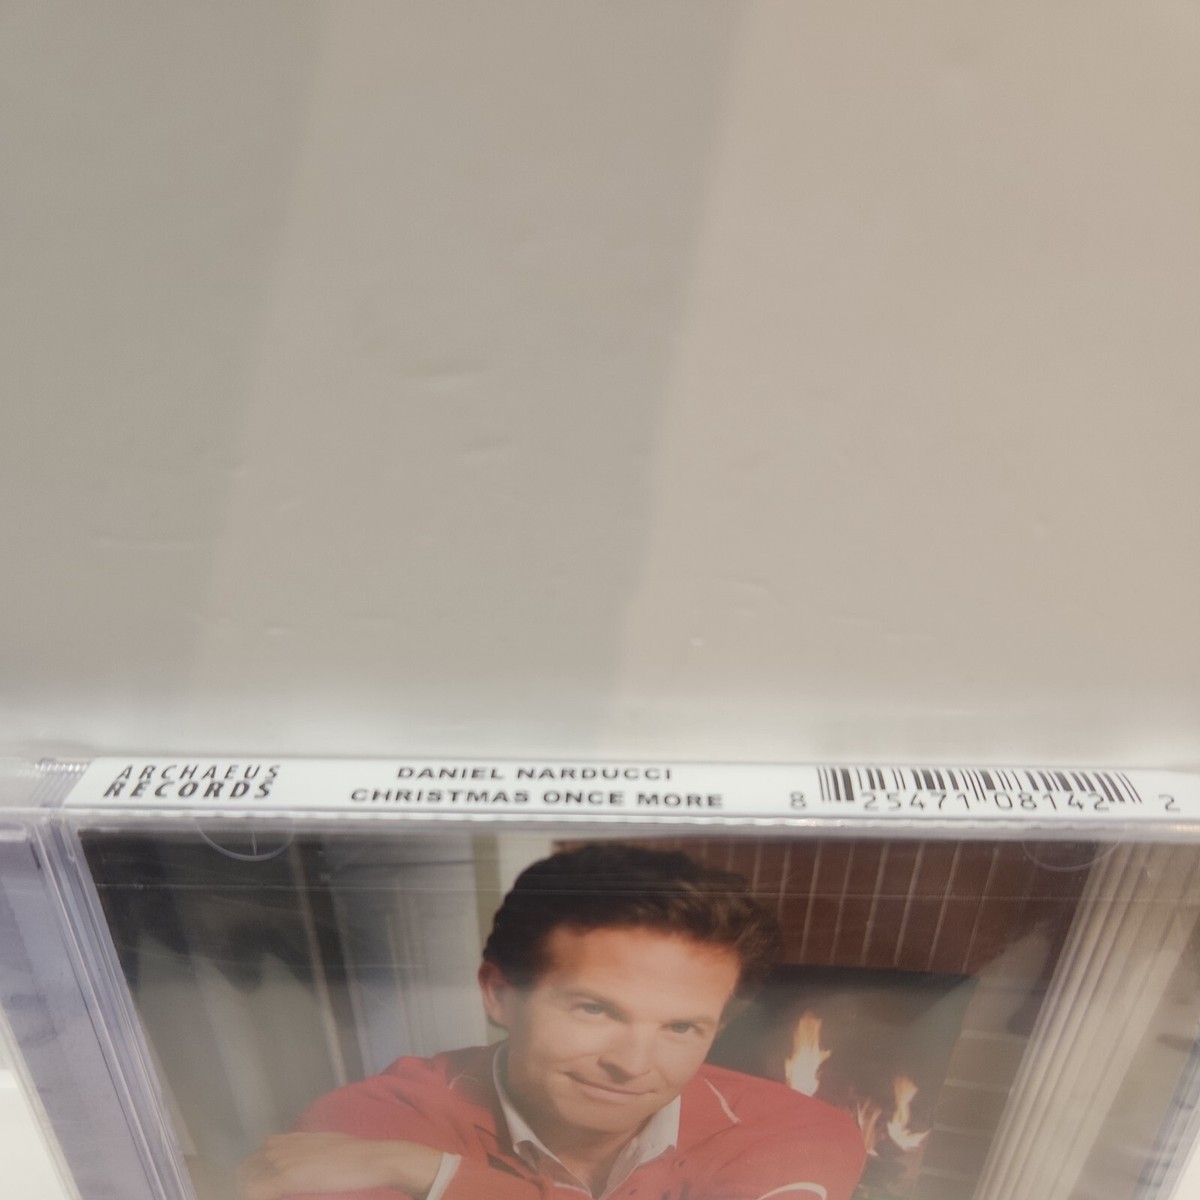 ARCHAEUS
RECORDS
DANIEL NARDUCCI
CHRISTMAS ONCE MORE
8 25471 08142 2